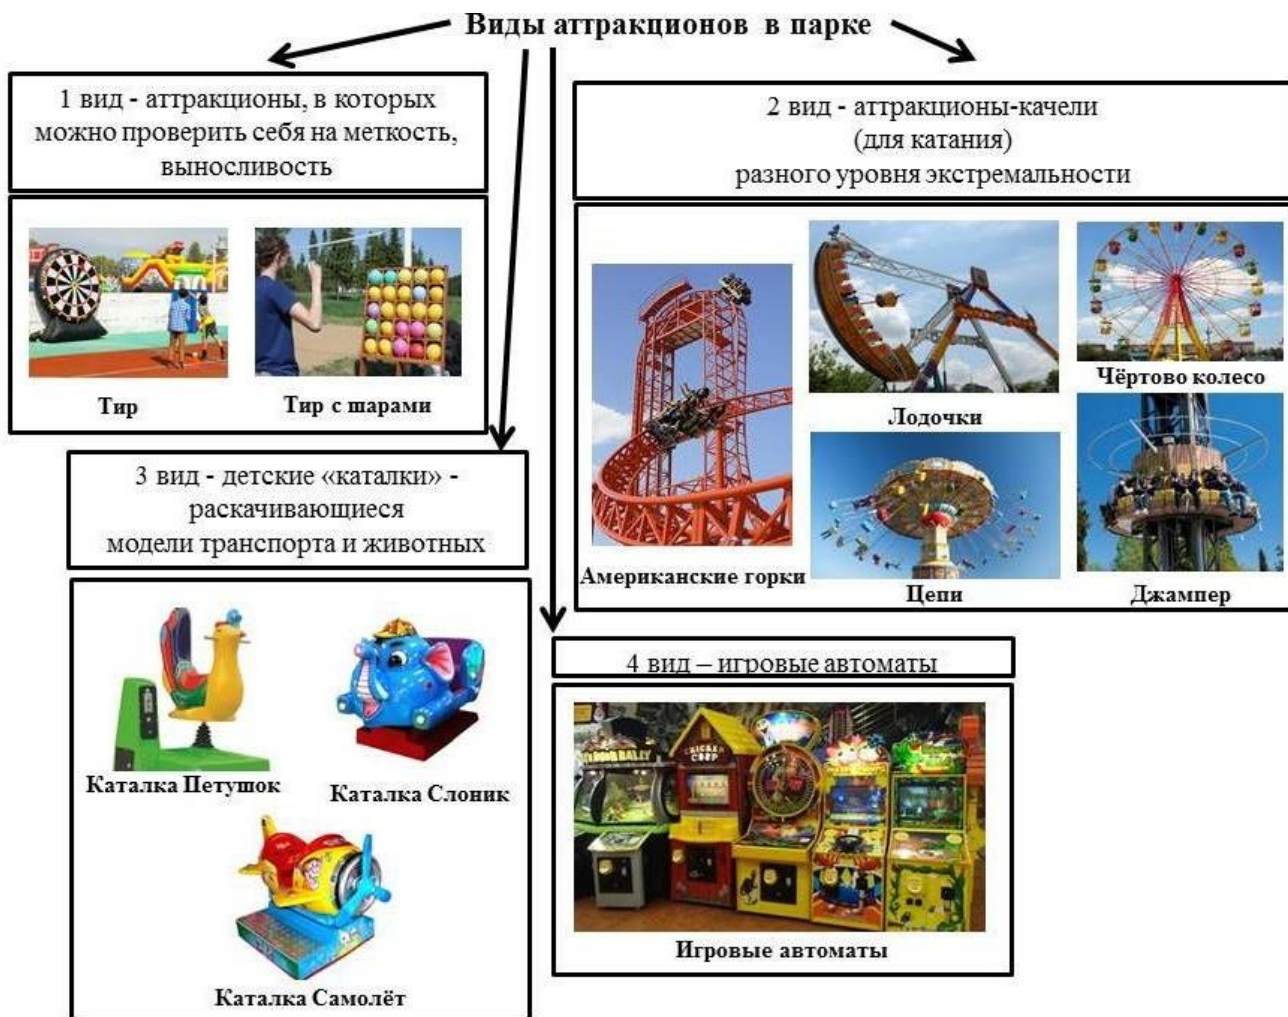 Виды аттракционов в парке
1 вид - аттракционы, в которых
можно проверить себя на меткость,
выносливость
Тир
Тир с шарами
2 вид - аттракционы-качели
(для катания)
разного уровня экстремальности
Американские горки
Лодочки
Чёртово колесо
Цепи
Джампер
3 вид - детские «каталки» -
раскачивающиеся
модели транспорта и животных
Каталка Петушок
Каталка Слоник
Каталка Самолёт
4 вид – игровые автоматы
CHICKEN
COOP
Игровые автоматы